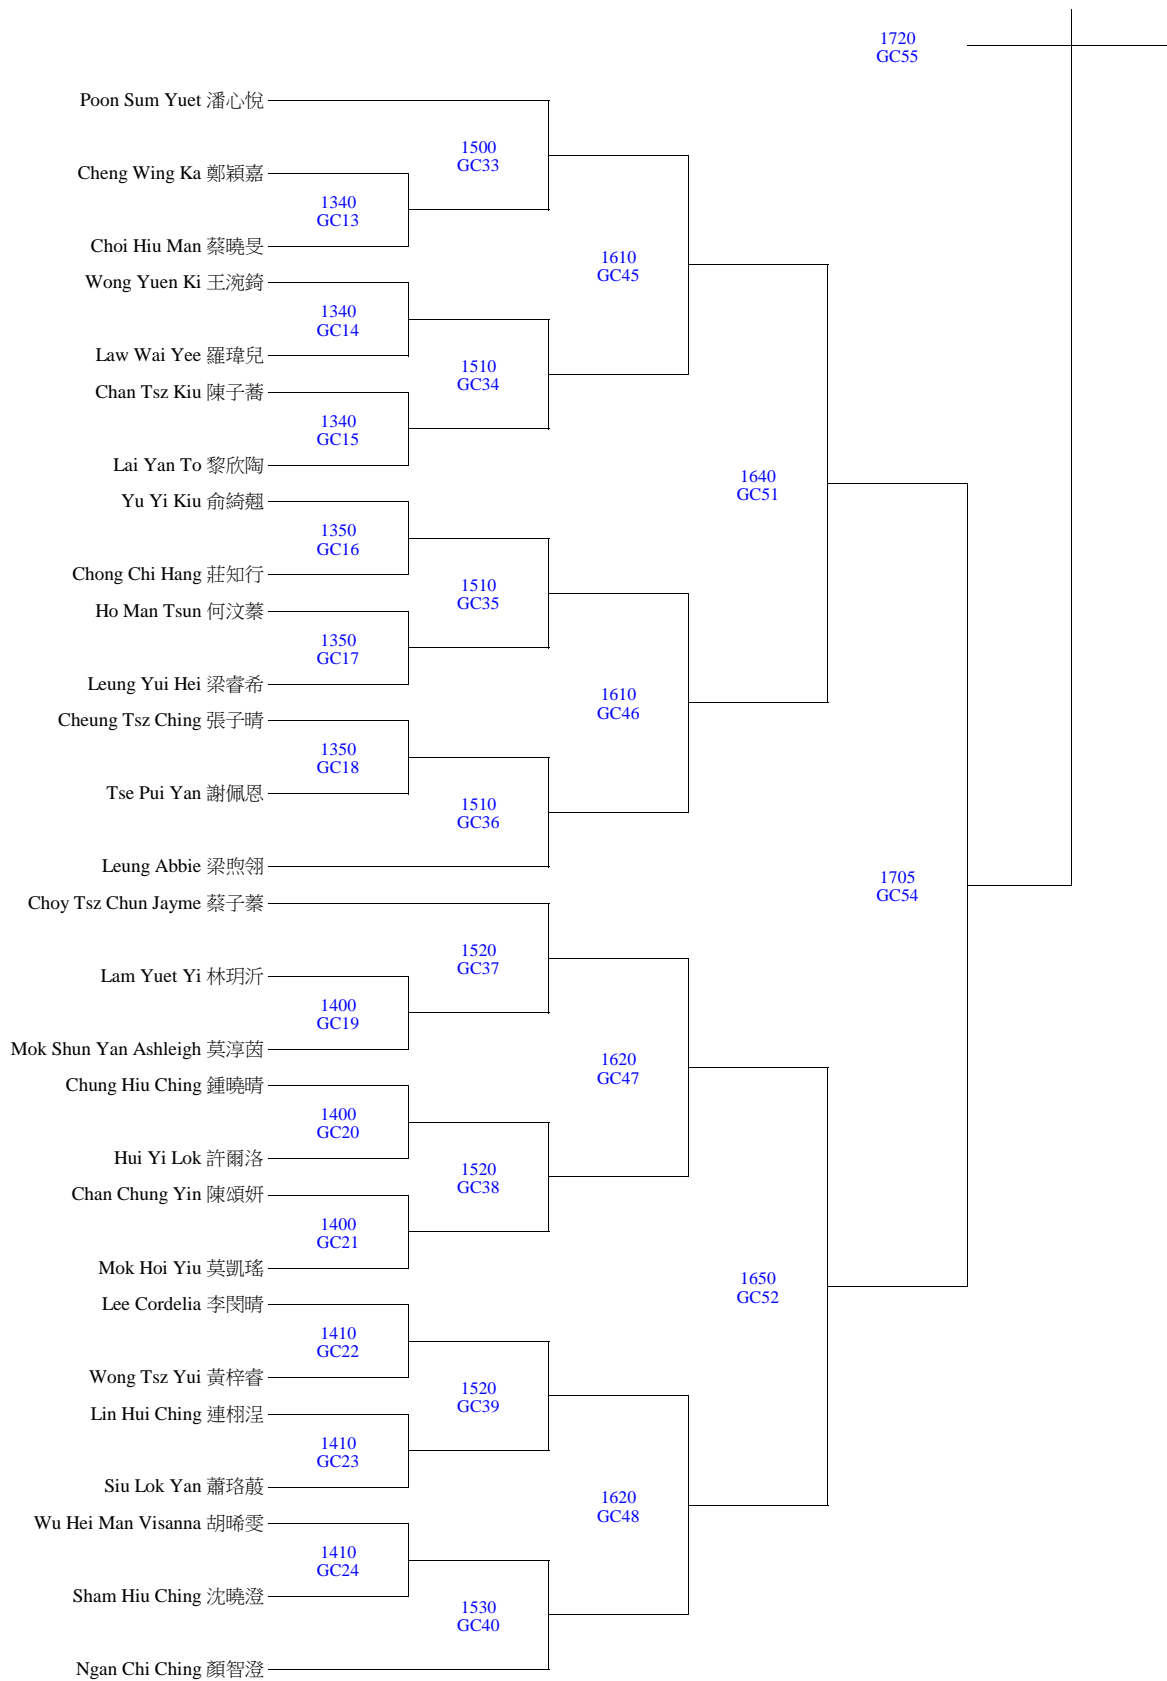 1720
GC55
Poon Sum Yuet 潘心悅
1500
GC33
Cheng Wing Ka 鄭穎嘉
1340
GC13
Choi Hiu Man 蔡曉旻
1610
GC45
Wong Yuen Ki 王涴錡
1340
GC14
Law Wai Yee 羅瑋兒
1510
GC34
Chan Tsz Kiu 陳子蕎
1340
GC15
Lai Yan To 黎欣陶
1640
GC51
Yu Yi Kiu 俞綺翹
1350
GC16
Chong Chi Hang 莊知行
1510
GC35
Ho Man Tsun 何汶蓁
1350
GC17
Leung Yui Hei 梁睿希
1610
GC46
Cheung Tsz Ching 張子晴
1350
GC18
Tse Pui Yan 謝佩恩
1510
GC36
Leung Abbie 梁煦翎
1705
GC54
Choy Tsz Chun Jayme 蔡子蓁
1520
GC37
Lam Yuet Yi 林玥沂
1400
GC19
Mok Shun Yan Ashleigh 莫淳茵
1620
GC47
Chung Hiu Ching 鍾曉晴
1400
GC20
Hui Yi Lok 許爾洛
1520
GC38
Chan Chung Yin 陳頌妍
1400
GC21
Mok Hoi Yiu 莫凱瑤
1650
GC52
Lee Cordelia 李閔晴
1410
GC22
Wong Tsz Yui 黃梓睿
1520
GC39
Lin Hui Ching 連栩浧
1410
GC23
Siu Lok Yan 蕭珞
1620
GC48
Wu Hei Man Visanna 胡晞雯
1410
GC24
Sham Hiu Ching 沈曉澄
1530
GC40
Ngan Chi Ching 顏智澄